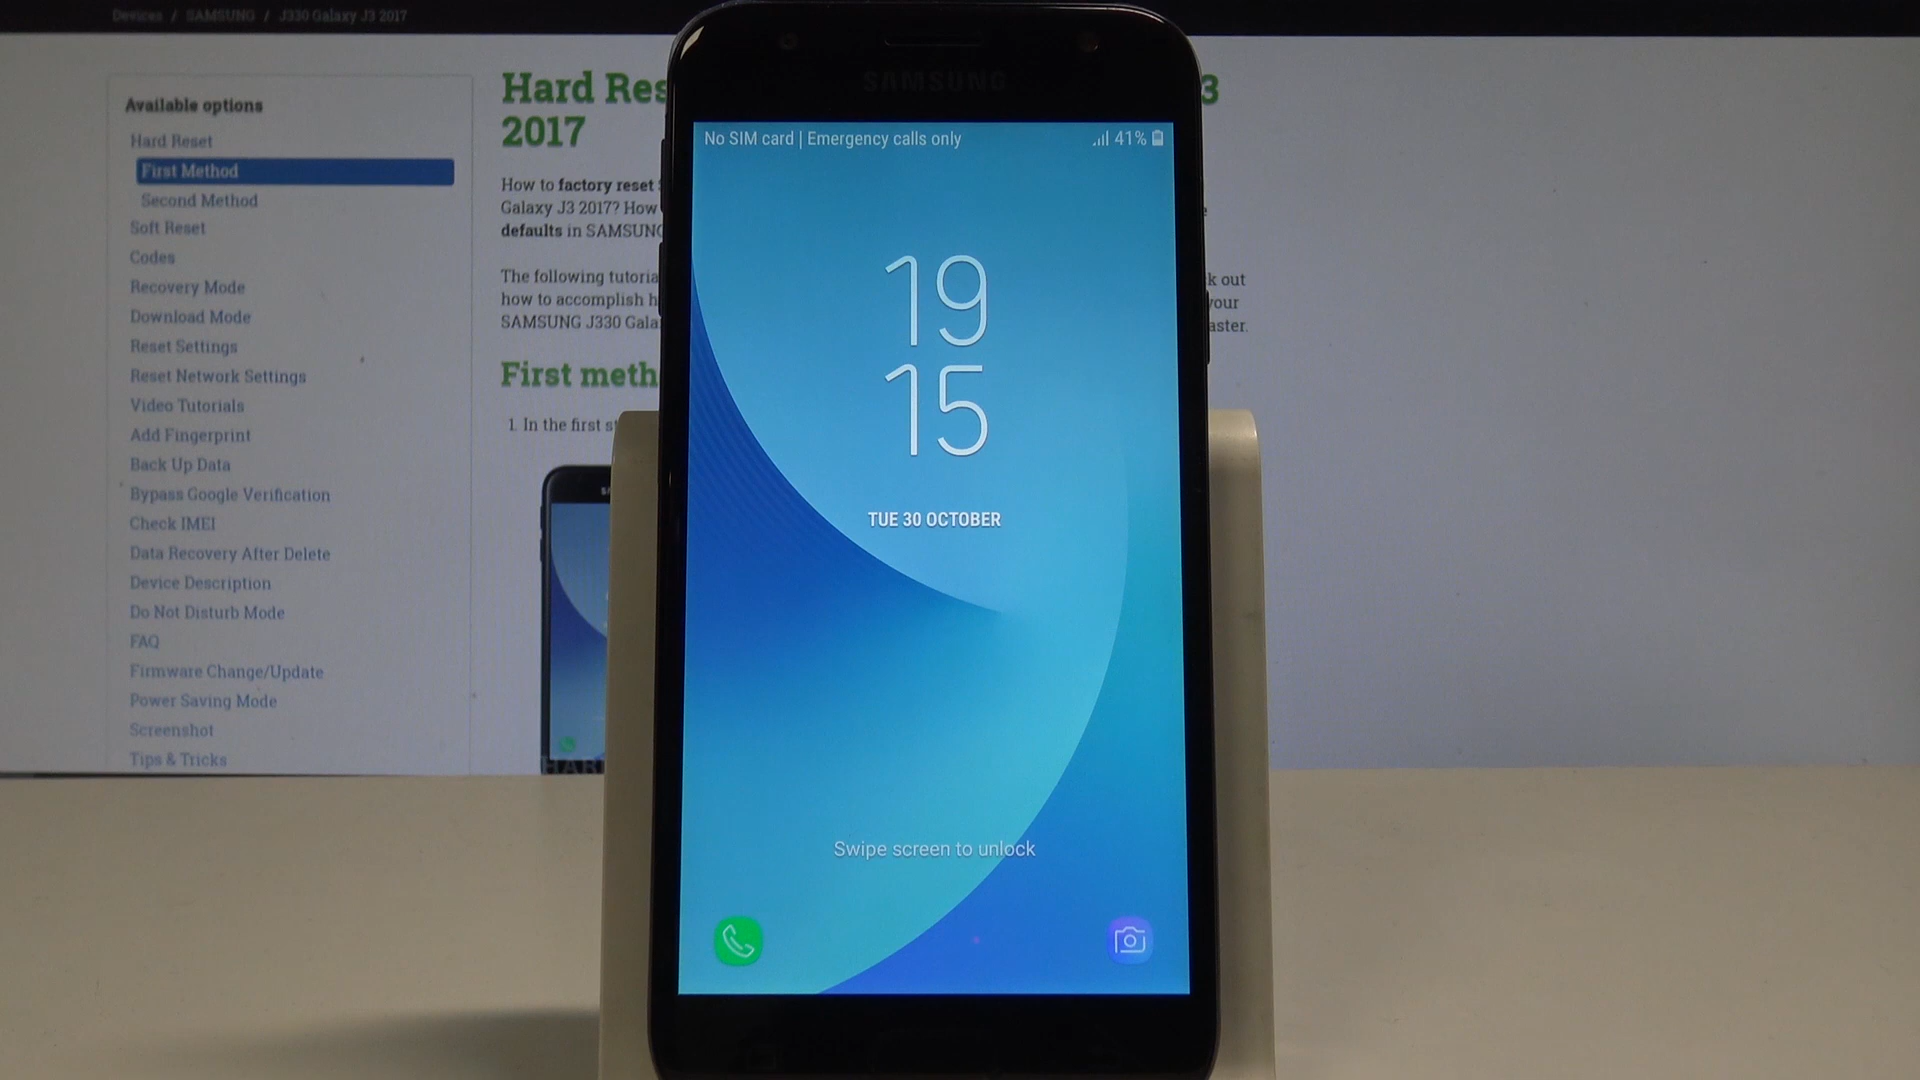 Devices / SAMSUNG / J330 Galaxy J3 2017
Available options
Hard Reset
First Method
Second Method
Soft Reset
Codes
Recovery Mode
Download Mode
Reset Settings
Reset Network Settings
Video Tutorials
Add Fingerprint
Back Up Data
Bypass Google Verification
Check IMEI
Data Recovery After Delete
Device Description
Do Not Disturb Mode
FAQ
Firmware Change/Update
Power Saving Mode
Screenshot
Tips & Tricks
Hard Res 3
2017
How to factory reset
Galaxy J3 2017? How
defaults in SAMSUNG
The following tutoria k out
how to accomplish h your
SAMSUNG J330 Gala aster.
First meth
1. In the first s
HAR
SAMSUNG
No SIM card | Emergency calls only 41%
19
15
TUE 30 OCTOBER
Swipe screen to unlock